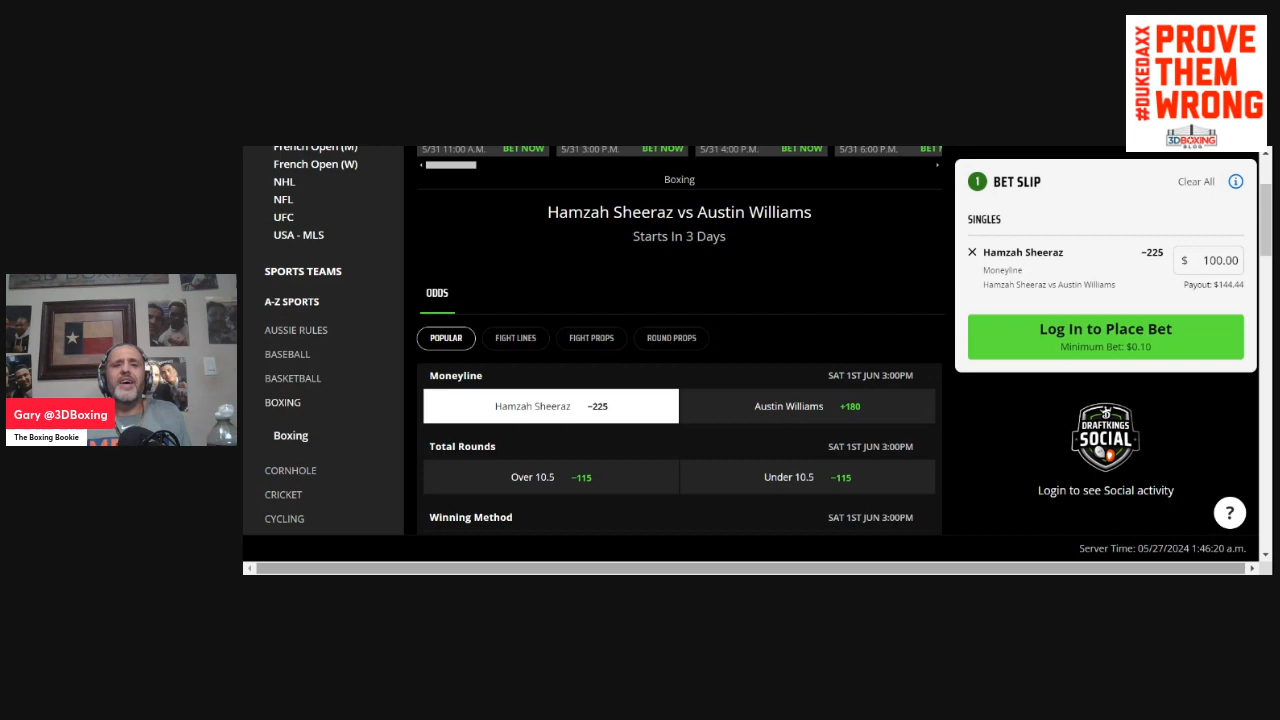 #DUKEDAXX
PROVE
THEM
WRONG
3DBOXING
BLOG
French Open (M)
French Open (W)
NHL
NFL
UFC
USA - MLS
SPORTS TEAMS
A-Z SPORTS
AUSSIE RULES
BASEBALL
BASKETBALL
BOXING
Boxing
CORNHOLE
CRICKET
CYCLING
5/31 11:00 A.M. BET NOW
5/31 3:00 P.M. BET NOW
5/31 4:00 P.M. BET NOW
5/31 6:00 P.M. BET N
Boxing
Hamzah Sheeraz vs Austin Williams
Starts In 3 Days
ODDS
POPULAR
FIGHT LINES
FIGHT PROPS
ROUND PROPS
Moneyline SAT 1ST JUN 3:00PM
Hamzah Sheeraz −225
Austin Williams +180
Total Rounds SAT 1ST JUN 3:00PM
Over 10.5 −115
Under 10.5 −115
Winning Method SAT 1ST JUN 3:00PM
1 BET SLIP Clear All
SINGLES
Hamzah Sheeraz −225 $ 100.00
Moneyline
Hamzah Sheeraz vs Austin Williams Payout: $144.44
Log In to Place Bet
Minimum Bet: $0.10
DRAFTKINGS
SOCIAL
Login to see Social activity
?
Server Time: 05/27/2024 1:46:20 a.m.
Gary @3DBoxing
The Boxing Bookie